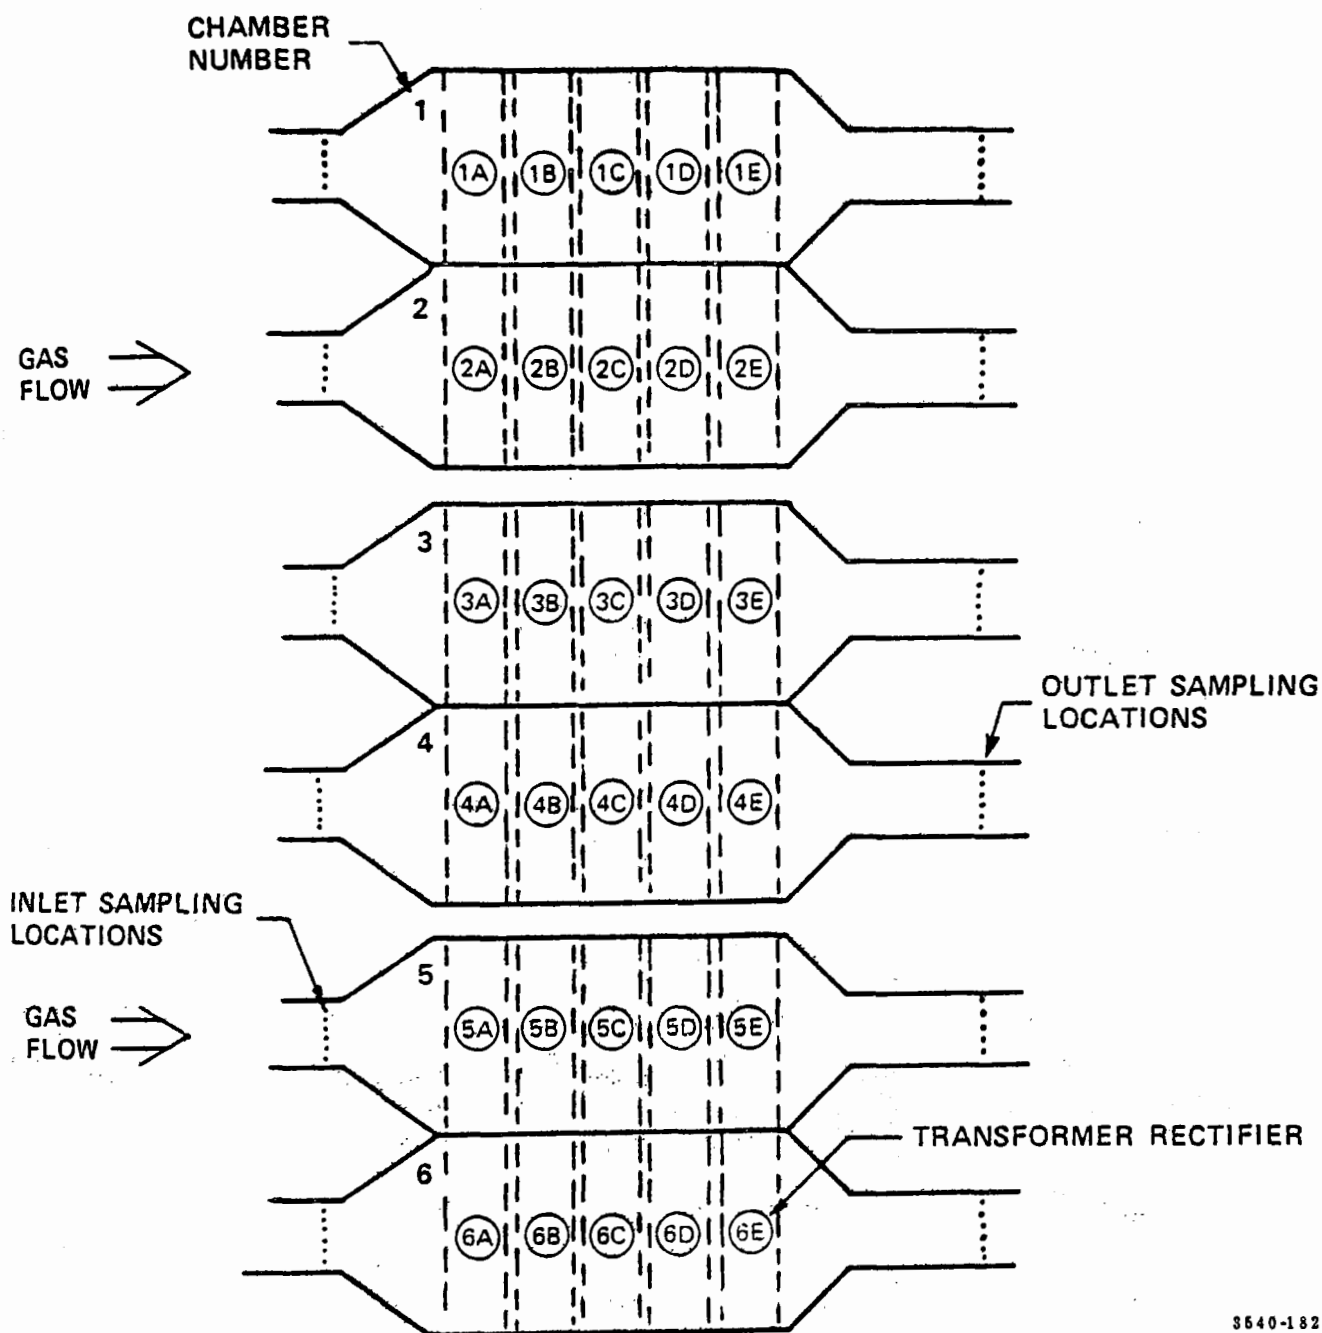 CHAMBER
NUMBER
1
1A 1B 1C 1D 1E
2
GAS
FLOW
2A 2B 2C 2D 2E
3
3A 3B 3C 3D 3E
OUTLET SAMPLING
LOCATIONS
4
4A 4B 4C 4D 4E
INLET SAMPLING
LOCATIONS
5
GAS
FLOW
5A 5B 5C 5D 5E
TRANSFORMER RECTIFIER
6
6A 6B 6C 6D 6E
3540-182